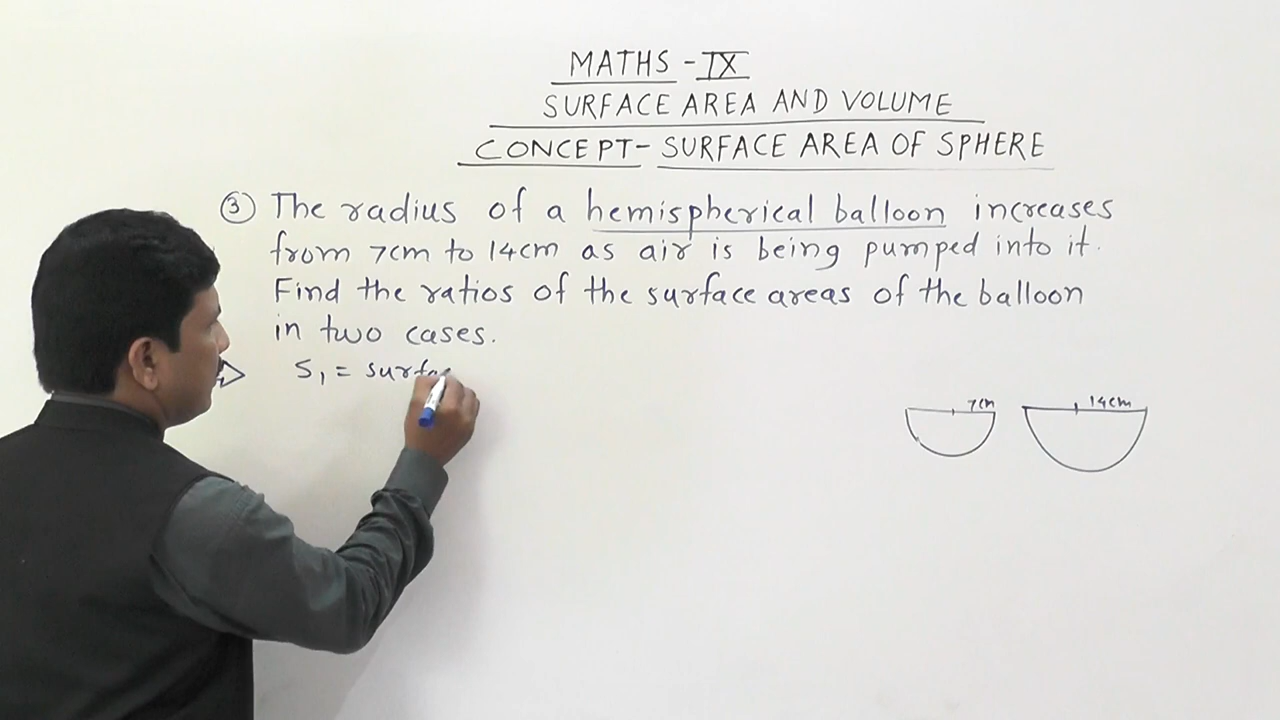 MATHS - IX
SURFACE AREA AND VOLUME
CONCEPT- SURFACE AREA OF SPHERE
3 The radius of a hemispherical balloon increases
from 7cm to 14cm as air is being pumped into it.
Find the ratios of the surface areas of the balloon
in two cases.
S1 = surfa
7cm 14cm